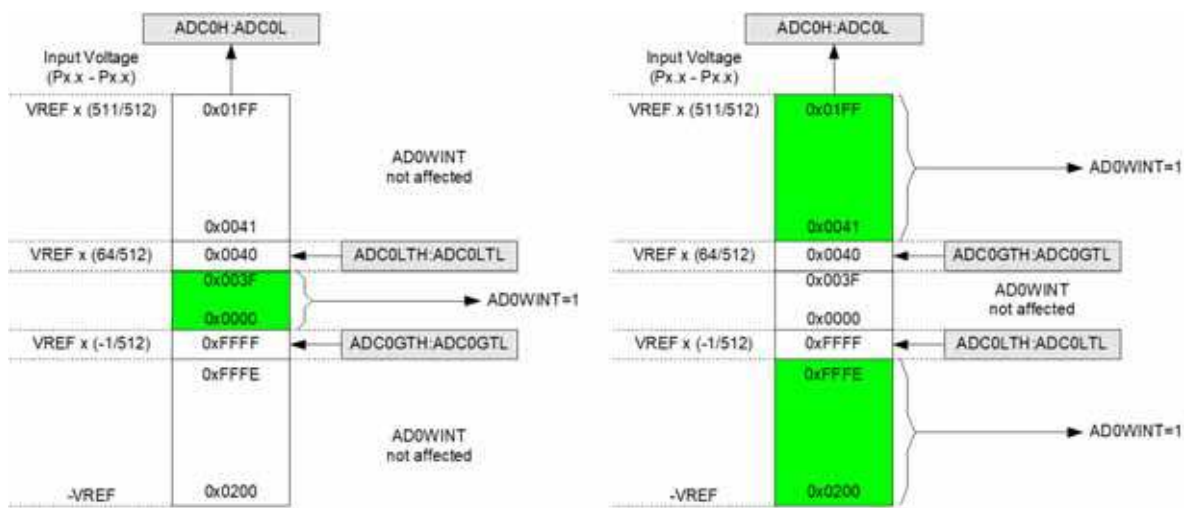 ADC0H:ADC0L
Input Voltage
(Px.x - Px.x)
VREF x (511/512)
0x01FF
AD0WINT
not affected
0x0041
VREF x (64/512)
0x0040
ADC0LTH:ADC0LTL
0x003F
AD0WINT=1
0x0000
VREF x (-1/512)
0xFFFF
ADC0GTH:ADC0GTL
0xFFFE
AD0WINT
not affected
-VREF
0x0200
ADC0H:ADC0L
Input Voltage
(Px.x - Px.x)
VREF x (511/512)
0x01FF
AD0WINT=1
0x0041
VREF x (64/512)
0x0040
ADC0GTH:ADC0GTL
0x003F
AD0WINT
not affected
0x0000
VREF x (-1/512)
0xFFFF
ADC0LTH:ADC0LTL
0xFFFE
AD0WINT=1
-VREF
0x0200